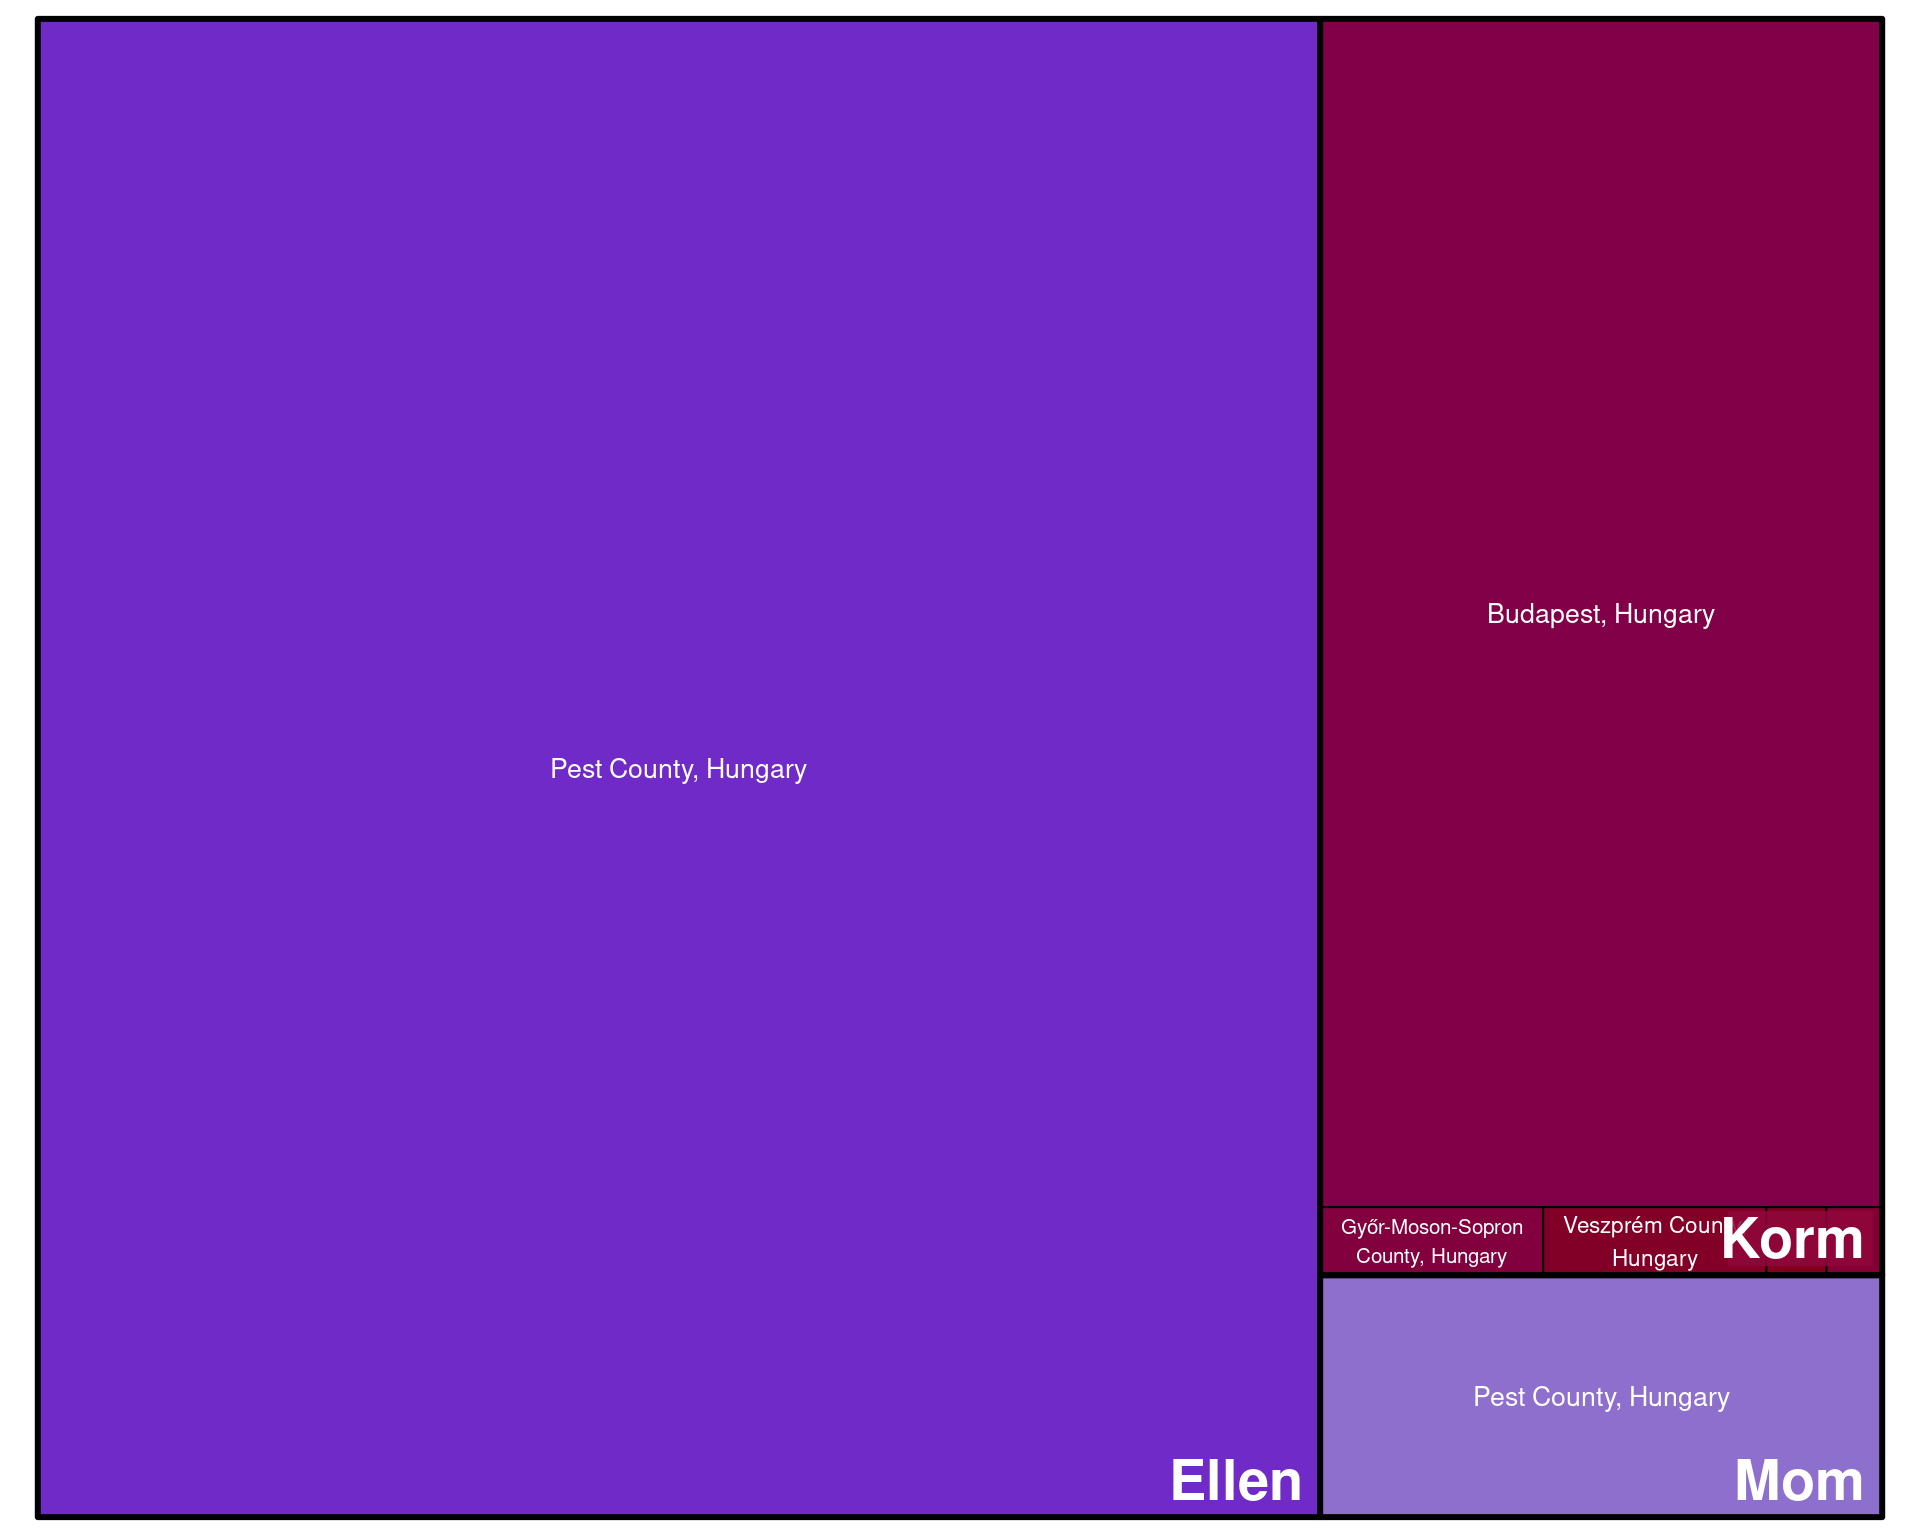 Pest County, Hungary
Ellen
Budapest, Hungary
Győr-Moson-Sopron
County, Hungary
Veszprém Coun
Hungary
Korm
Pest County, Hungary
Mom